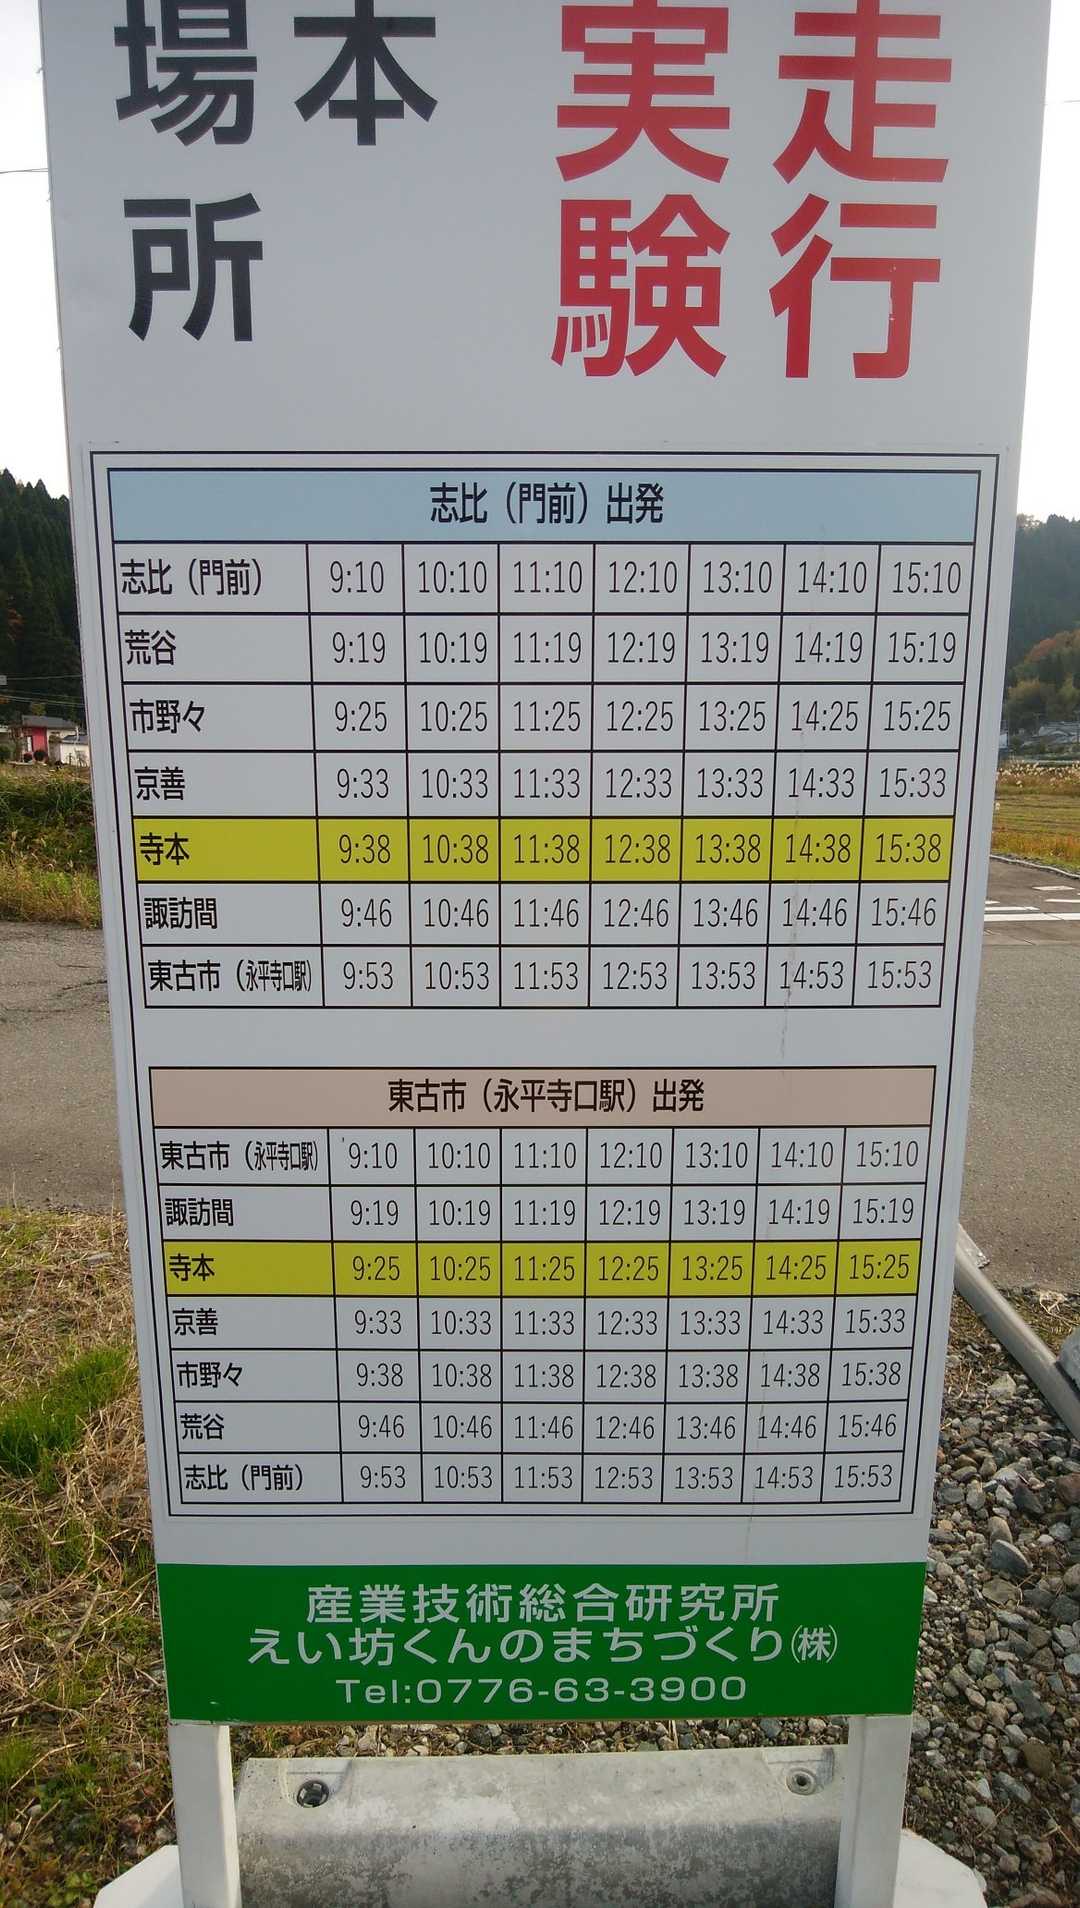 走行
実験
本
場所
志比（門前）出発
志比（門前） 9:10 10:10 11:10 12:10 13:10 14:10 15:10
荒谷 9:19 10:19 11:19 12:19 13:19 14:19 15:19
市野々 9:25 10:25 11:25 12:25 13:25 14:25 15:25
京善 9:33 10:33 11:33 12:33 13:33 14:33 15:33
寺本 9:38 10:38 11:38 12:38 13:38 14:38 15:38
諏訪間 9:46 10:46 11:46 12:46 13:46 14:46 15:46
東古市（永平寺口駅） 9:53 10:53 11:53 12:53 13:53 14:53 15:53
東古市（永平寺口駅）出発
東古市（永平寺口駅） 9:10 10:10 11:10 12:10 13:10 14:10 15:10
諏訪間 9:19 10:19 11:19 12:19 13:19 14:19 15:19
寺本 9:25 10:25 11:25 12:25 13:25 14:25 15:25
京善 9:33 10:33 11:33 12:33 13:33 14:33 15:33
市野々 9:38 10:38 11:38 12:38 13:38 14:38 15:38
荒谷 9:46 10:46 11:46 12:46 13:46 14:46 15:46
志比（門前） 9:53 10:53 11:53 12:53 13:53 14:53 15:53
産業技術総合研究所
えい坊くんのまちづくり㈱
Tel:0776-63-3900